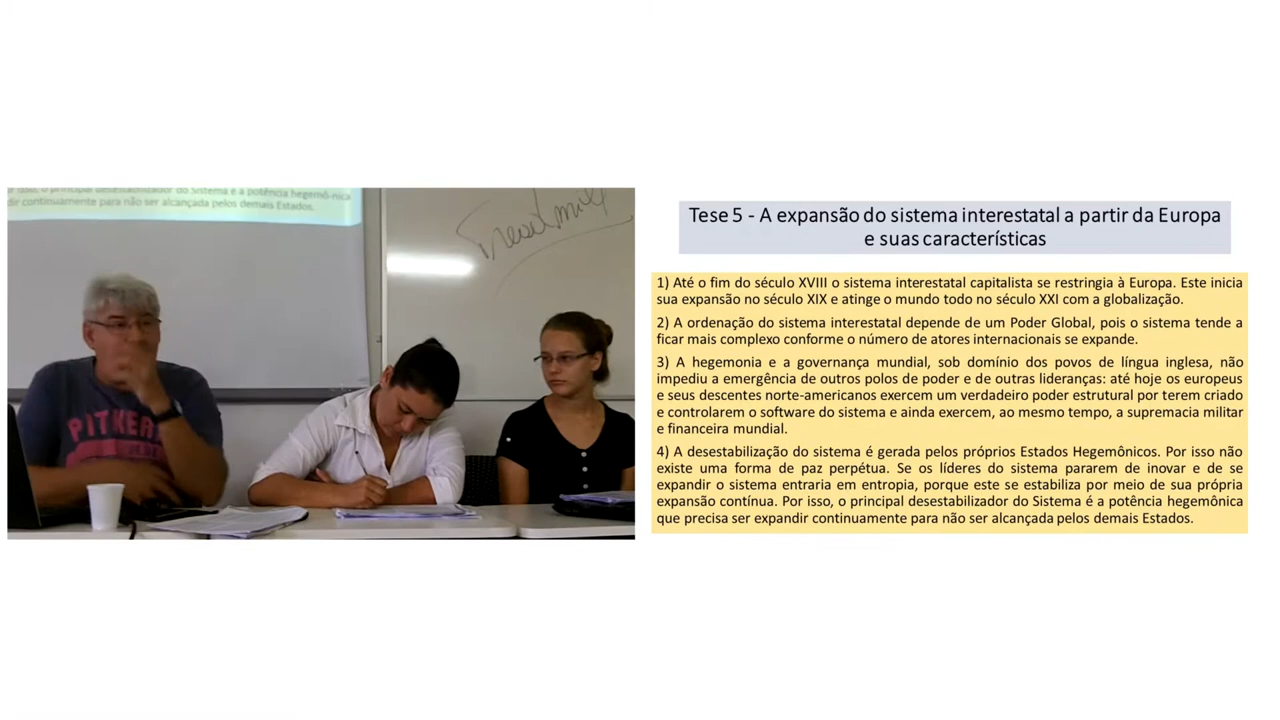 r isso, o principal desestabilizador do Sistema é a potência hegemô-nica
dir continuamente para não ser alcançada pelos demais Estados.
PITKER
Tese 5 - A expansão do sistema interestatal a partir da Europa
e suas características
1) Até o fim do século XVIII o sistema interestatal capitalista se restringia à Europa. Este inicia
sua expansão no século XIX e atinge o mundo todo no século XXI com a globalização.
2) A ordenação do sistema interestatal depende de um Poder Global, pois o sistema tende a
ficar mais complexo conforme o número de atores internacionais se expande.
3) A hegemonia e a governança mundial, sob domínio dos povos de língua inglesa, não
impediu a emergência de outros polos de poder e de outras lideranças: até hoje os europeus
e seus descentes norte-americanos exercem um verdadeiro poder estrutural por terem criado
e controlarem o software do sistema e ainda exercem, ao mesmo tempo, a supremacia militar
e financeira mundial.
4) A desestabilização do sistema é gerada pelos próprios Estados Hegemônicos. Por isso não
existe uma forma de paz perpétua. Se os líderes do sistema pararem de inovar e de se
expandir o sistema entraria em entropia, porque este se estabiliza por meio de sua própria
expansão contínua. Por isso, o principal desestabilizador do Sistema é a potência hegemônica
que precisa ser expandir continuamente para não ser alcançada pelos demais Estados.